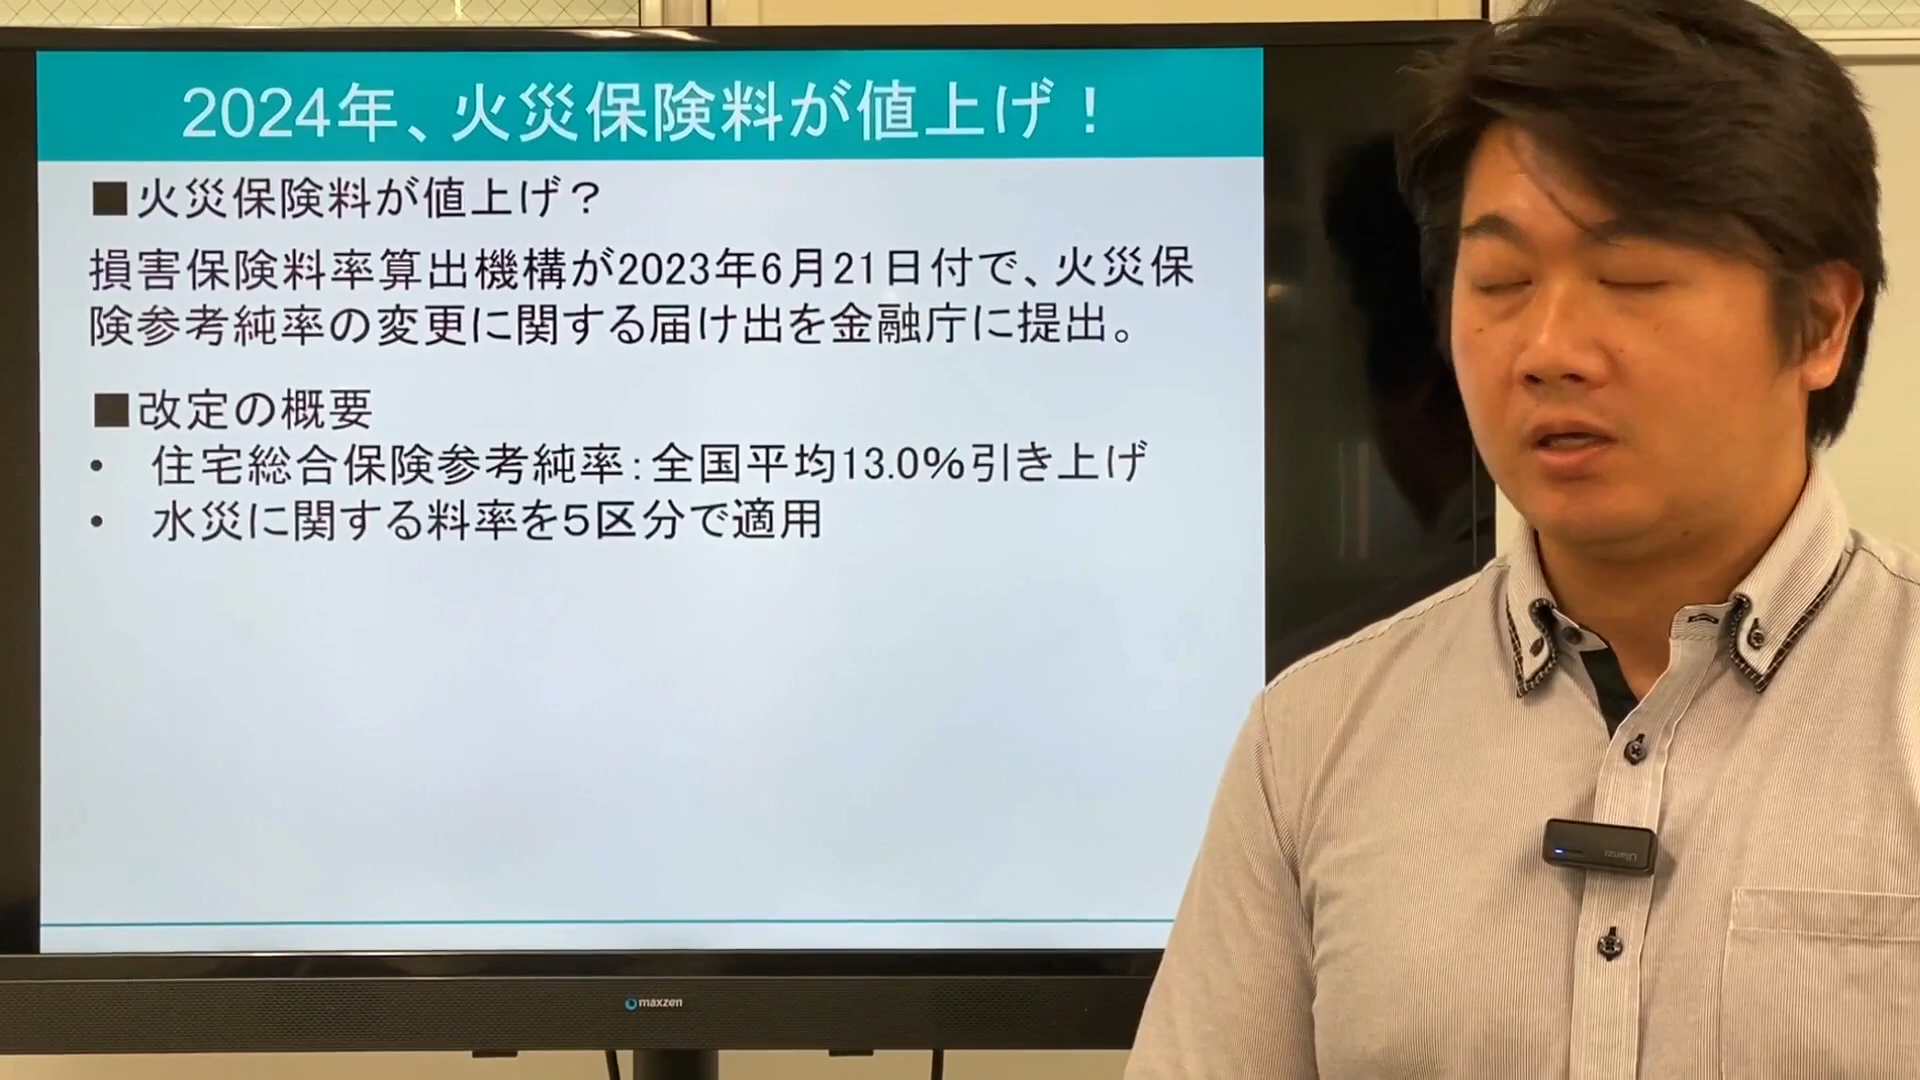 2024年、火災保険料が値上げ！
■火災保険料が値上げ？
損害保険料率算出機構が2023年6月21日付で、火災保
険参考純率の変更に関する届け出を金融庁に提出。
■改定の概要
• 住宅総合保険参考純率：全国平均13.0%引き上げ
• 水災に関する料率を５区分で適用
maxzen
Ulanzi